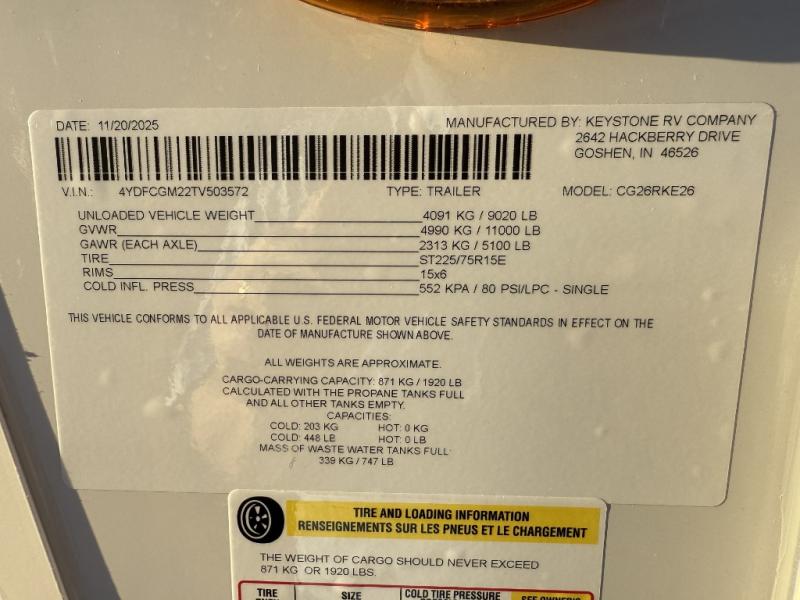 DATE: 11/20/2025
MANUFACTURED BY: KEYSTONE RV COMPANY
2642 HACKBERRY DRIVE
GOSHEN, IN 46526
V.I.N.: 4YDFCGM22TV503572 TYPE: TRAILER MODEL: CG26RKE26
UNLOADED VEHICLE WEIGHT 4091 KG / 9020 LB
GVWR 4990 KG / 11000 LB
GAWR (EACH AXLE) 2313 KG / 5100 LB
TIRE ST225/75R15E
RIMS 15x6
COLD INFL. PRESS 552 KPA / 80 PSI/LPC - SINGLE
THIS VEHICLE CONFORMS TO ALL APPLICABLE U.S. FEDERAL MOTOR VEHICLE SAFETY STANDARDS IN EFFECT ON THE
DATE OF MANUFACTURE SHOWN ABOVE.
ALL WEIGHTS ARE APPROXIMATE.
CARGO-CARRYING CAPACITY: 871 KG / 1920 LB
CALCULATED WITH THE PROPANE TANKS FULL
AND ALL OTHER TANKS EMPTY.
CAPACITIES:
COLD: 203 KG HOT: 0 KG
COLD: 448 LB HOT: 0 LB
MASS OF WASTE WATER TANKS FULL
339 KG / 747 LB
TIRE AND LOADING INFORMATION
RENSEIGNEMENTS SUR LES PNEUS ET LE CHARGEMENT
THE WEIGHT OF CARGO SHOULD NEVER EXCEED
871 KG OR 1920 LBS.
TIRE SIZE COLD TIRE PRESSURE SEE OWNER'S